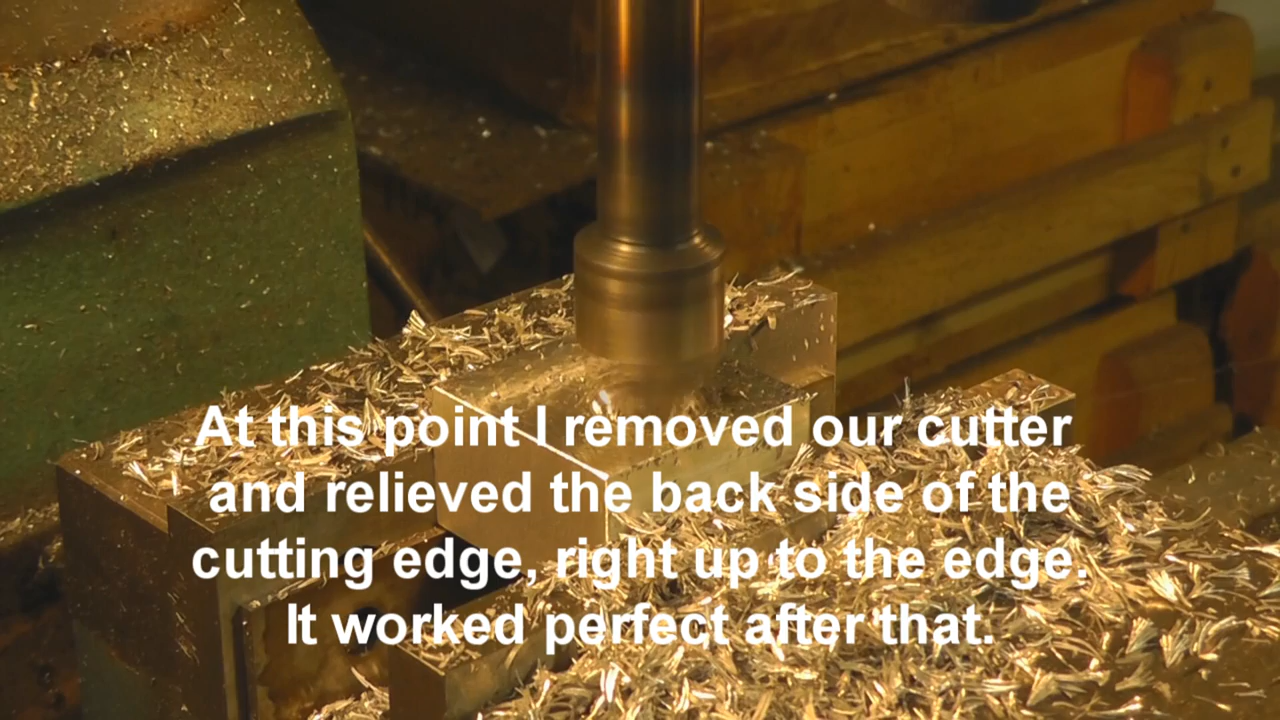 At this point I removed our cutter
and relieved the back side of the
cutting edge, right up to the edge.
It worked perfect after that.